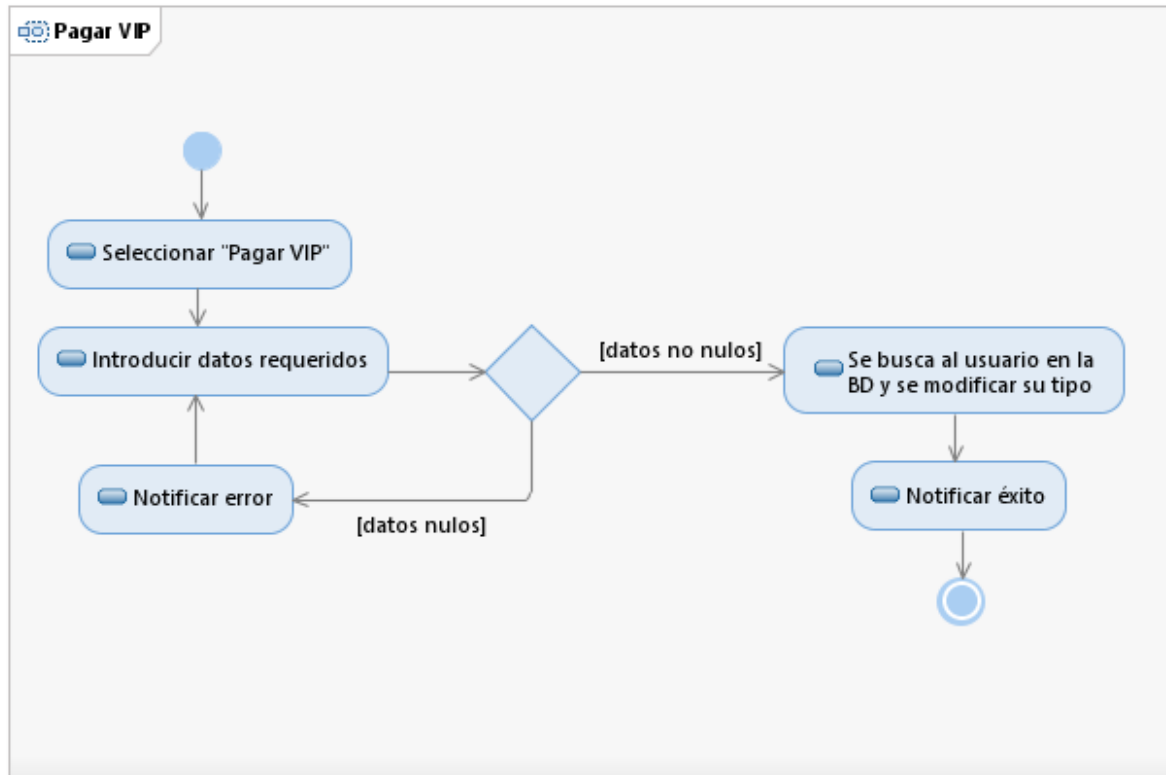 Pagar VIP
Seleccionar "Pagar VIP"
Introducir datos requeridos
[datos no nulos]
Se busca al usuario en la
BD y se modificar su tipo
Notificar error
[datos nulos]
Notificar éxito